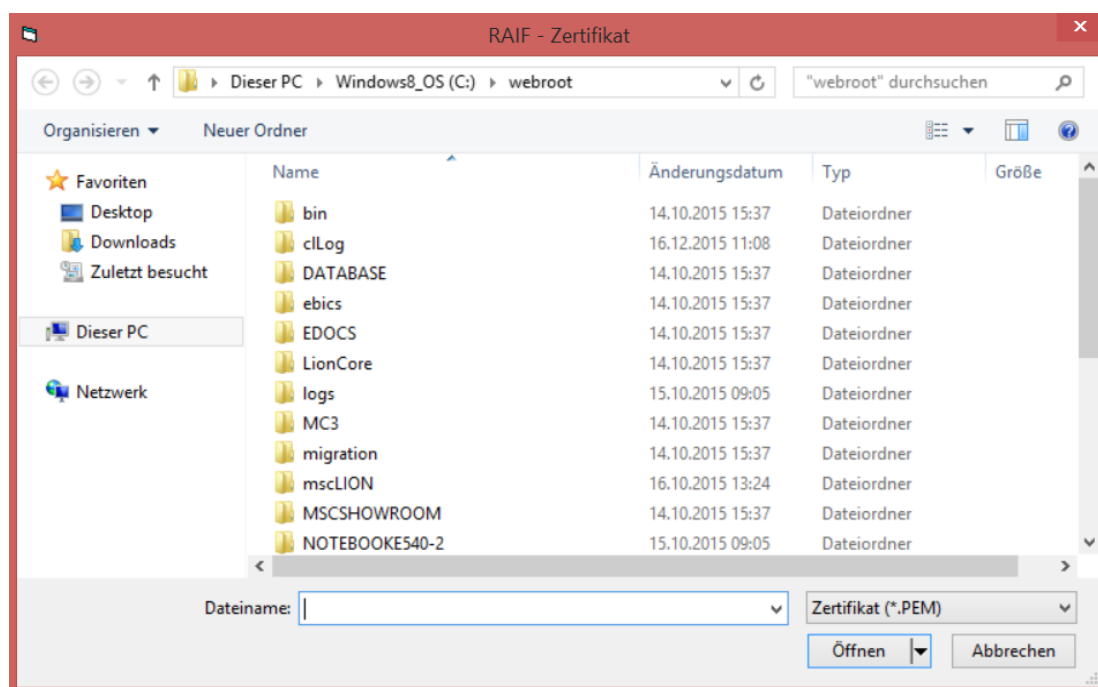 RAIF - Zertifikat
Dieser PC Windows8_OS (C:) webroot "webroot" durchsuchen
Organisieren Neuer Ordner
Favoriten
Desktop
Downloads
Zuletzt besucht
Dieser PC
Netzwerk
Name Änderungsdatum Typ Größe
bin 14.10.2015 15:37 Dateiordner
clLog 16.12.2015 11:08 Dateiordner
DATABASE 14.10.2015 15:37 Dateiordner
ebics 14.10.2015 15:37 Dateiordner
EDOCS 14.10.2015 15:37 Dateiordner
LionCore 14.10.2015 15:37 Dateiordner
logs 15.10.2015 09:05 Dateiordner
MC3 14.10.2015 15:37 Dateiordner
migration 14.10.2015 15:37 Dateiordner
mscLION 16.10.2015 13:24 Dateiordner
MSCSHOWROOM 14.10.2015 15:37 Dateiordner
NOTEBOOKE540-2 15.10.2015 09:05 Dateiordner
Dateiname: Zertifikat (*.PEM)
Öffnen Abbrechen